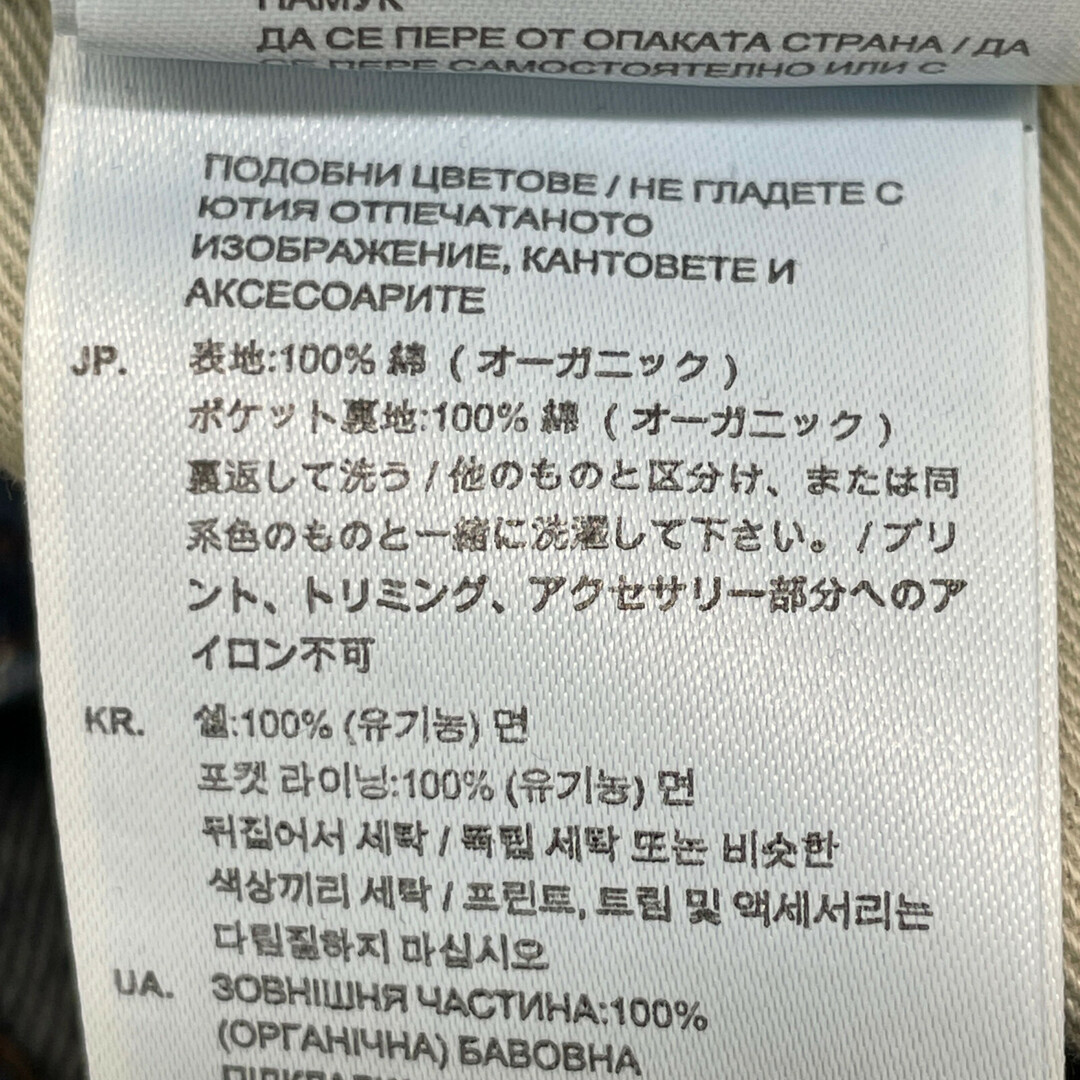 ПАМУК
ДА СЕ ПЕРЕ ОТ ОПАКАТА СТРАНА / ДА
СЕ ПЕРЕ САМОСТОЯТЕЛНО ИЛИ С
ПОДОБНИ ЦВЕТОВЕ / НЕ ГЛАДЕТЕ С
ЮТИЯ ОТПЕЧАТАНОТО
ИЗОБРАЖЕНИЕ, КАНТОВЕТЕ И
АКСЕСОАРИТЕ
JP. 表地:100% 綿 ( オーガニック )
ポケット裏地:100% 綿 ( オーガニック )
裏返して洗う / 他のものと区分け、または同
系色のものと一緒に洗濯して下さい。 / プリ
ント、トリミング、アクセサリー部分へのア
イロン不可
KR. 쉘:100% (유기농) 면
포켓 라이닝:100% (유기농) 면
뒤집어서 세탁 / 독립 세탁 또는 비슷한
색상끼리 세탁 / 프린트, 트림 및 액세서리는
다림질하지 마십시오
UA. ЗОВНІШНЯ ЧАСТИНА:100%
(ОРГАНІЧНА) БАВОВНА